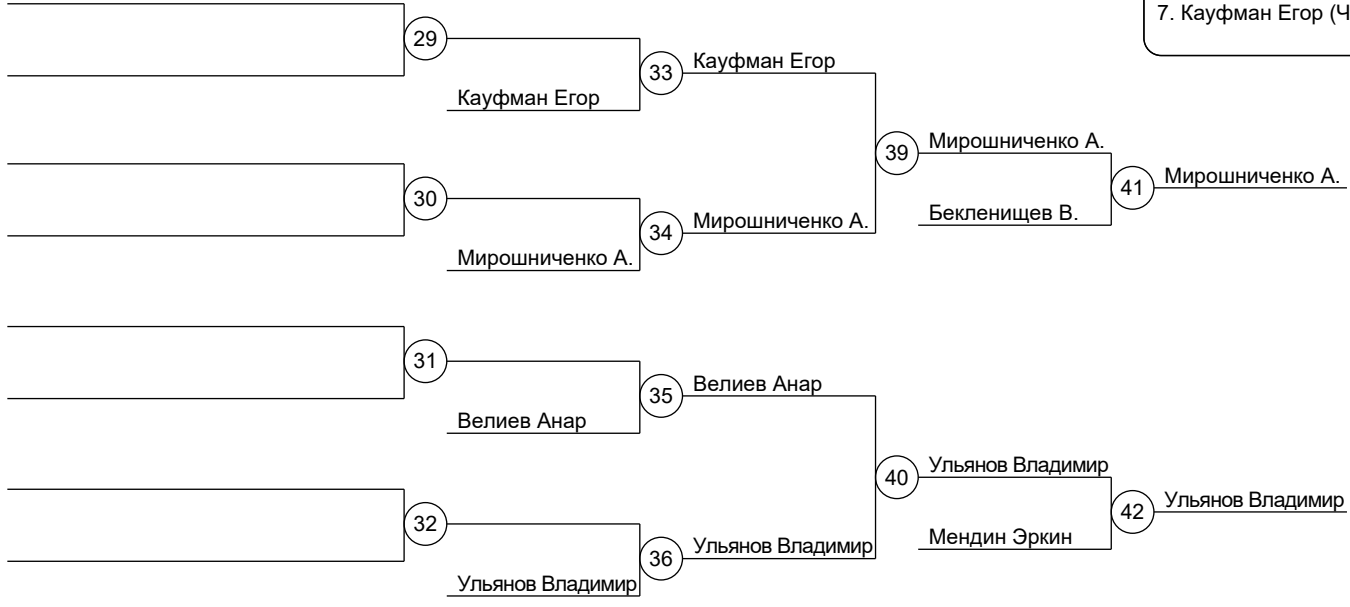 7. Кауфман Егор (Ч
29
33
Кауфман Егор
Кауфман Егор
39
Мирошниченко А.
30
41
Мирошниченко А.
34
Мирошниченко А.
Бекленищев В.
Мирошниченко А.
31
35
Велиев Анар
Велиев Анар
40
Ульянов Владимир
32
42
Ульянов Владимир
36
Ульянов Владимир
Мендин Эркин
Ульянов Владимир